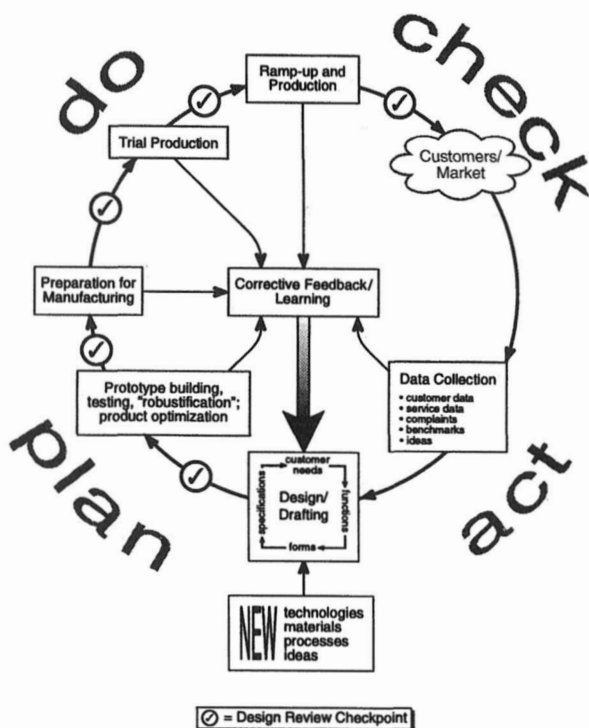 do
check
Ramp-up and
Production
Trial Production
Customers/
Market
Preparation for
Manufacturing
Corrective Feedback/
Learning
Prototype building,
testing, "robustification";
product optimization
Data Collection
• customer data
• service data
• complaints
• benchmarks
• ideas
plan
act
customer
needs
specifications
Design/
Drafting
functions
forms
NEW
technologies
materials
processes
ideas
= Design Review Checkpoint